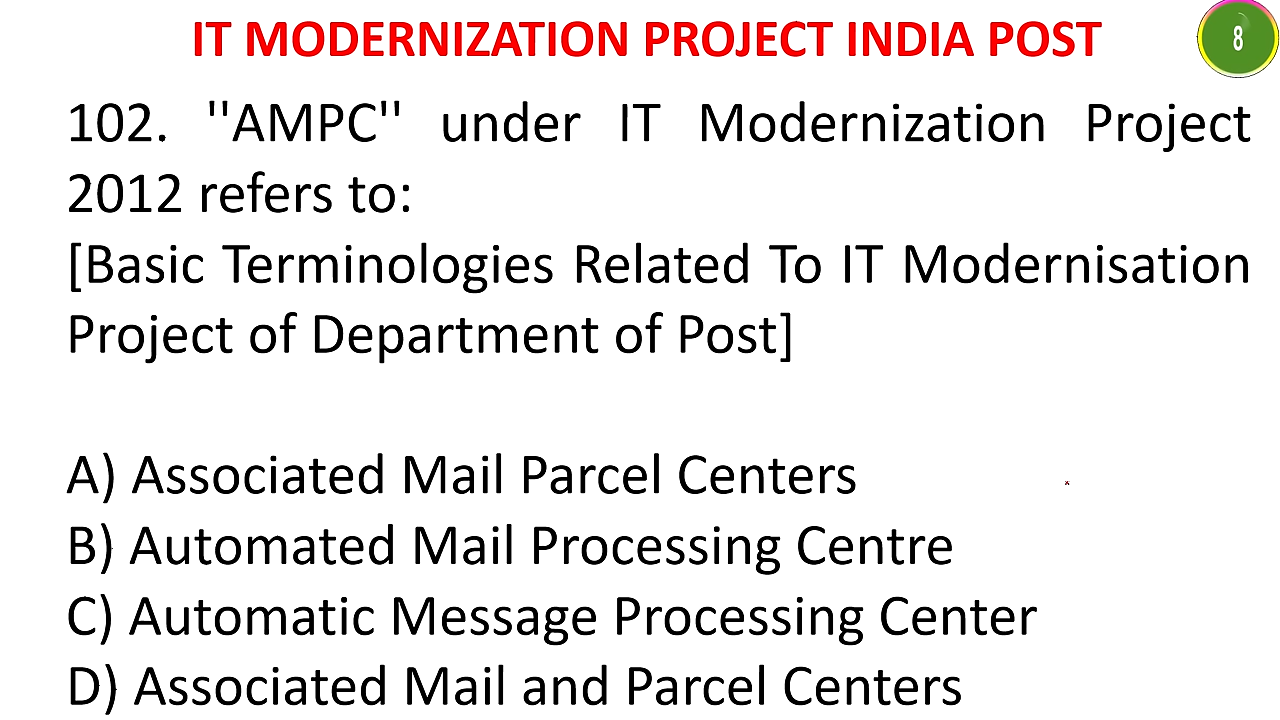 IT MODERNIZATION PROJECT INDIA POST
8
102. "AMPC" under IT Modernization Project
2012 refers to:
[Basic Terminologies Related To IT Modernisation
Project of Department of Post]
A) Associated Mail Parcel Centers
B) Automated Mail Processing Centre
C) Automatic Message Processing Center
D) Associated Mail and Parcel Centers